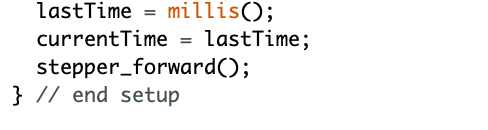 lastTime = millis();
currentTime = lastTime;
stepper_forward();
} // end setup